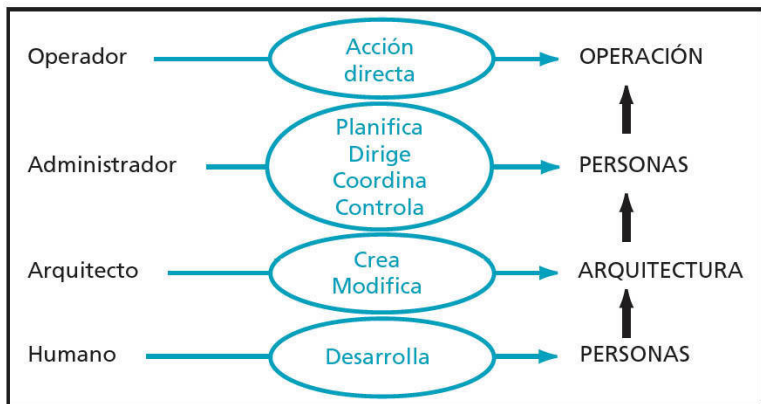 Operador
Acción
directa
OPERACIÓN
Administrador
Planifica
Dirige
Coordina
Controla
PERSONAS
Arquitecto
Crea
Modifica
ARQUITECTURA
Humano
Desarrolla
PERSONAS